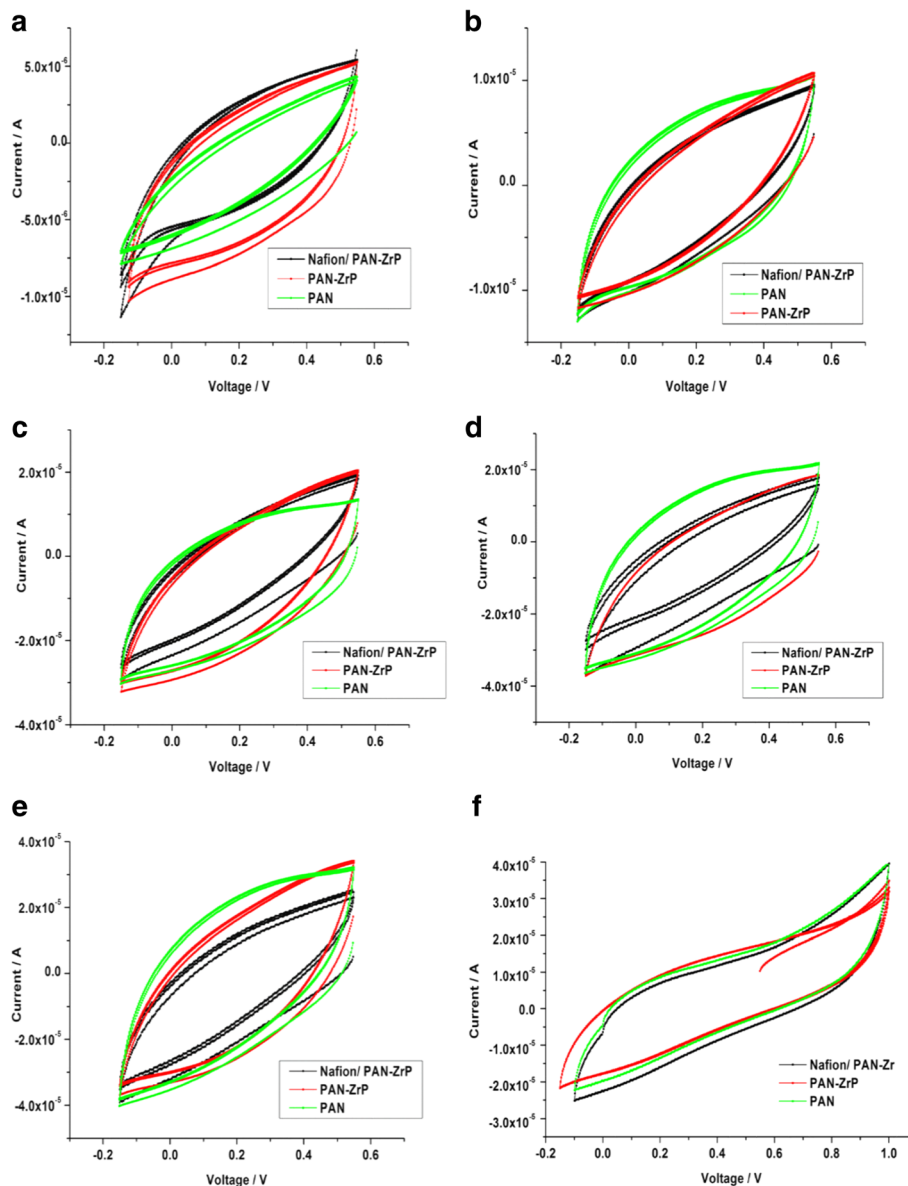 a
5.0x10⁻⁶
0.0
-5.0x10⁻⁶
-1.0x10⁻⁵
Current / A
-0.2 0.0 0.2 0.4 0.6
Voltage / V
Nafion/ PAN-ZrP
PAN-ZrP
PAN
b
1.0x10⁻⁵
0.0
-1.0x10⁻⁵
Current / A
-0.2 0.0 0.2 0.4 0.6
Voltage / V
Nafion/ PAN-ZrP
PAN
PAN-ZrP
c
2.0x10⁻⁵
0.0
-2.0x10⁻⁵
-4.0x10⁻⁵
Current / A
-0.2 0.0 0.2 0.4 0.6
Voltage / V
Nafion/ PAN-ZrP
PAN-ZrP
PAN
d
2.0x10⁻⁵
0.0
-2.0x10⁻⁵
-4.0x10⁻⁵
Current / A
-0.2 0.0 0.2 0.4 0.6
Voltage / V
Nafion/ PAN-ZrP
PAN-ZrP
PAN
e
4.0x10⁻⁵
2.0x10⁻⁵
0.0
-2.0x10⁻⁵
-4.0x10⁻⁵
Current / A
-0.2 0.0 0.2 0.4 0.6
Voltage / V
Nafion/ PAN-ZrP
PAN-ZrP
PAN
f
4.0x10⁻⁵
3.0x10⁻⁵
2.0x10⁻⁵
1.0x10⁻⁵
0.0
-1.0x10⁻⁵
-2.0x10⁻⁵
-3.0x10⁻⁵
Current / A
-0.2 0.0 0.2 0.4 0.6 0.8 1.0
Voltage / V
Nafion/ PAN-Zr
PAN-ZrP
PAN